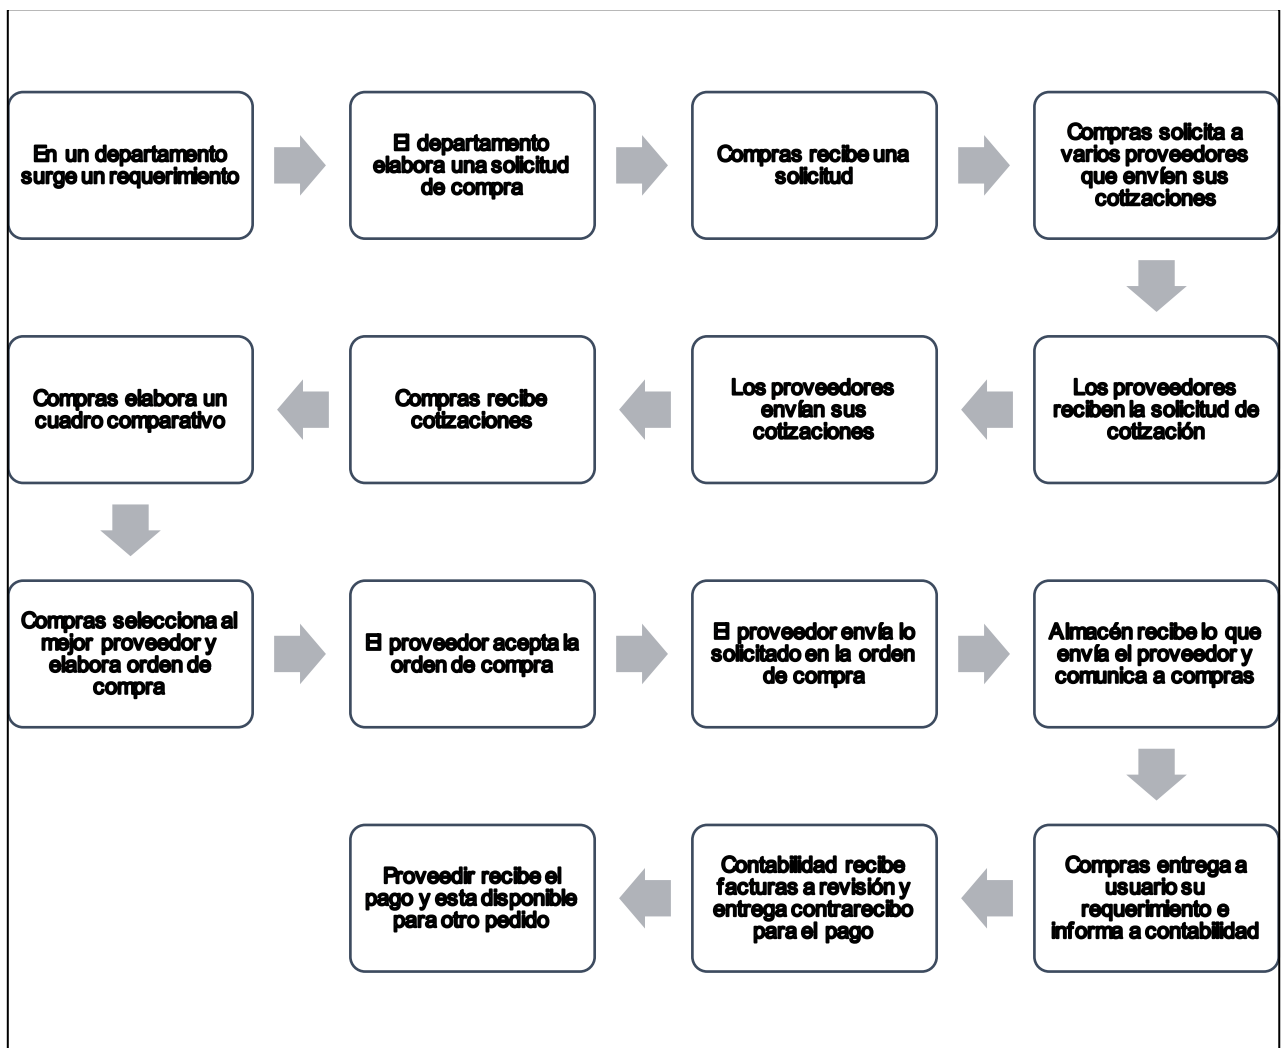 En un departamento
surge un requerimiento
El departamento
elabora una solicitud
de compra
Compras recibe una
solicitud
Compras solicita a
varios proveedores
que envíen sus
cotizaciones
Los proveedores
reciben la solicitud de
cotización
Los proveedores
envían sus
cotizaciones
Compras recibe
cotizaciones
Compras elabora un
cuadro comparativo
Compras selecciona al
mejor proveedor y
elabora orden de
compra
El proveedor acepta la
orden de compra
El proveedor envía lo
solicitado en la orden
de compra
Almacén recibe lo que
envía el proveedor y
comunica a compras
Compras entrega a
usuario su
requerimiento e
informa a contabilidad
Contabilidad recibe
facturas a revisión y
entrega contrarecibo
para el pago
Proveedir recibe el
pago y esta disponible
para otro pedido